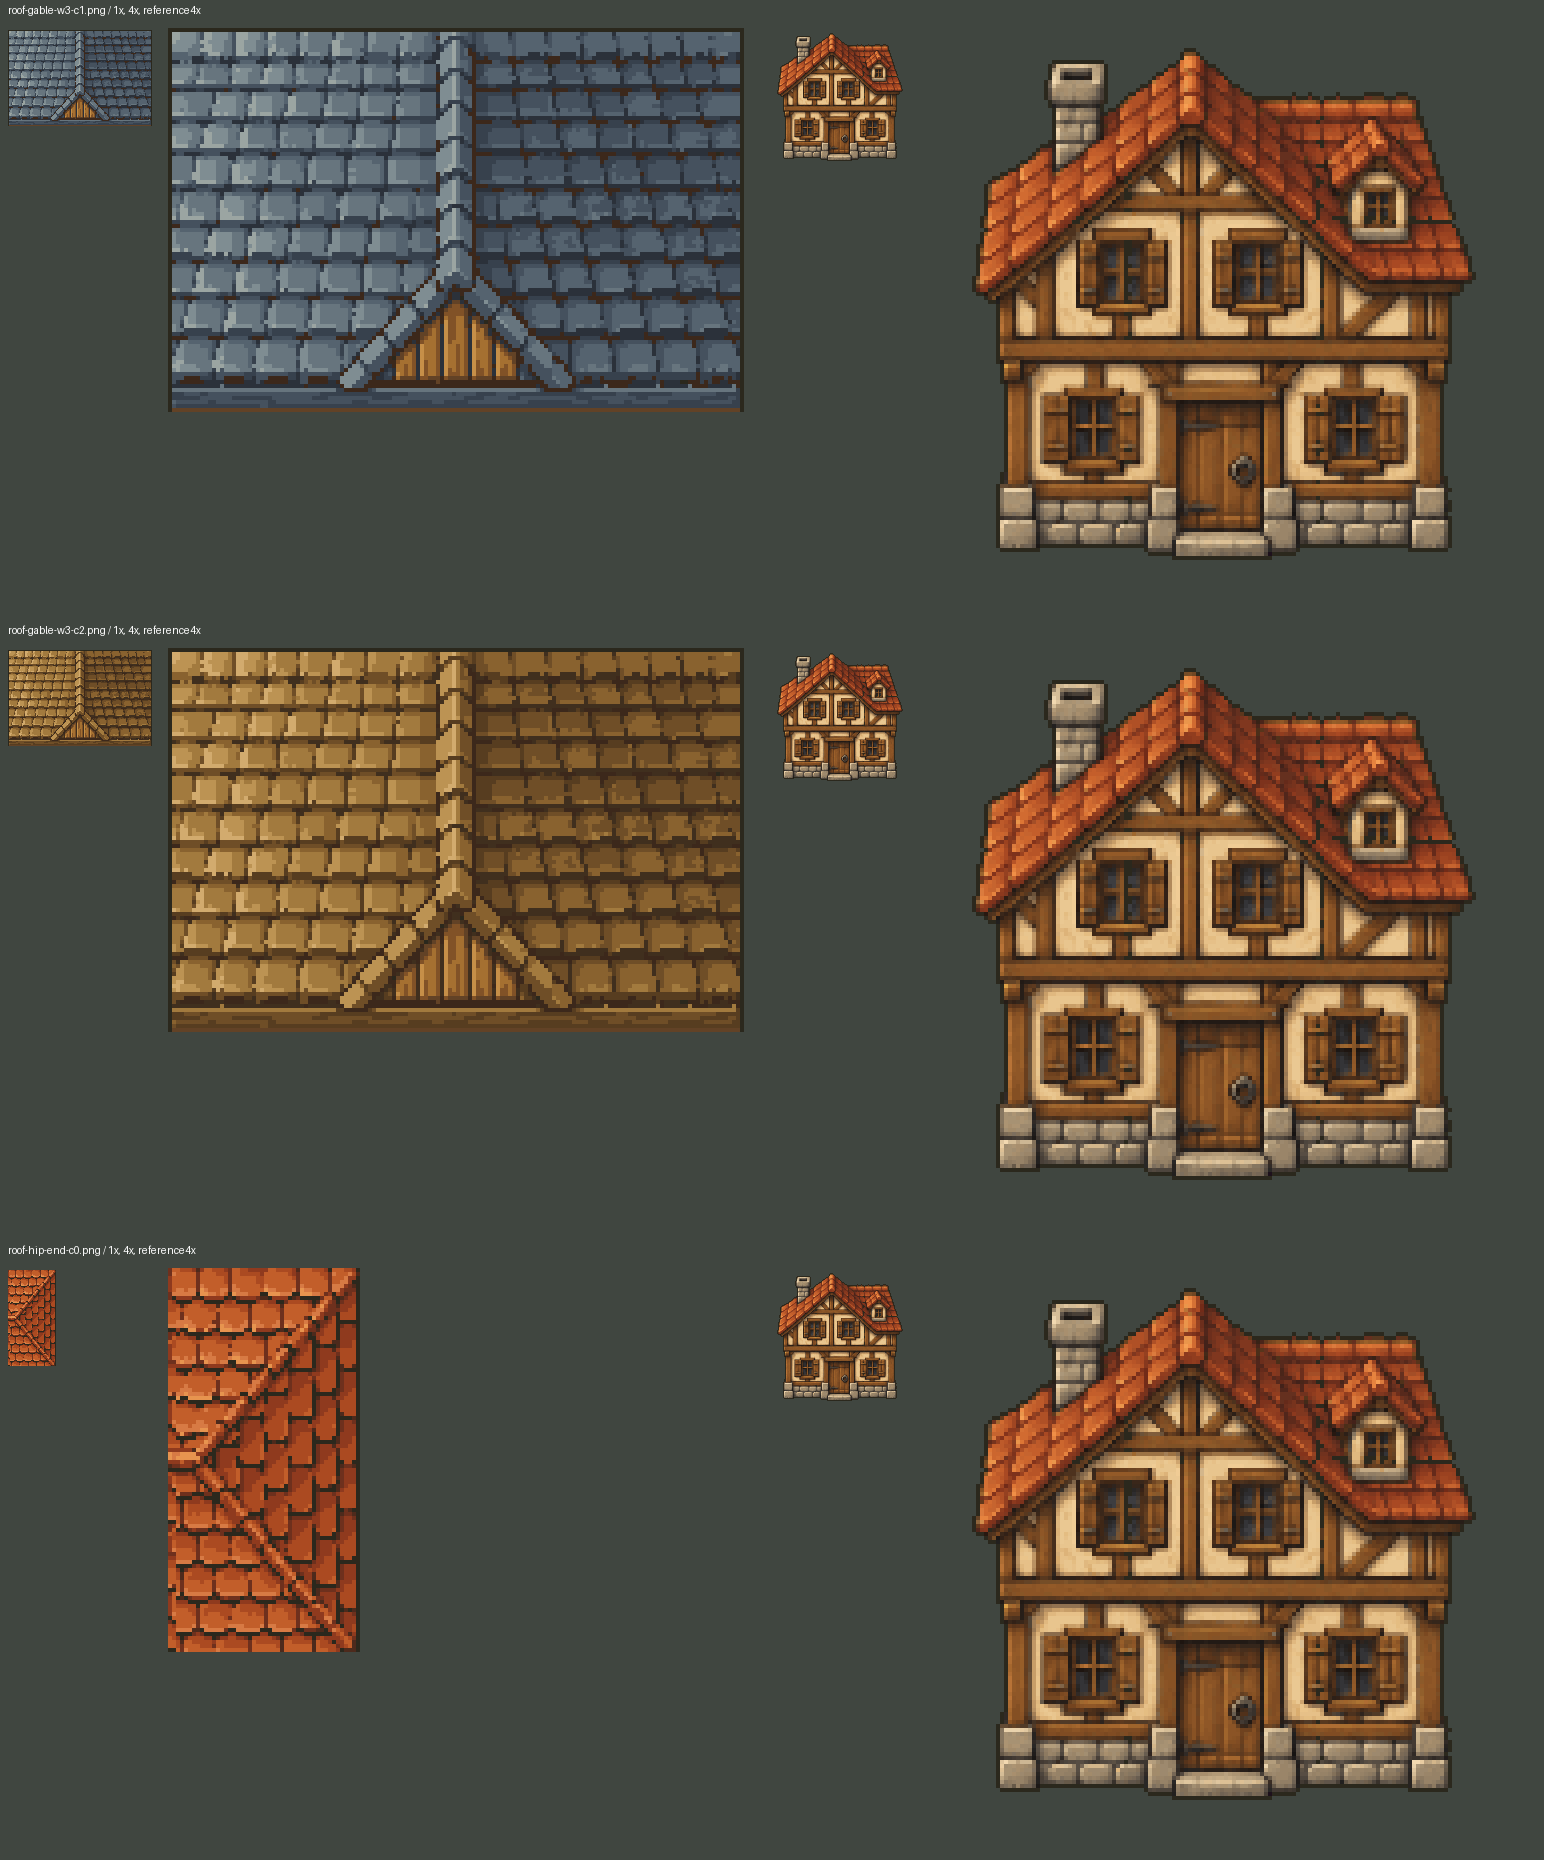 roof-gable-w3-c1.png / 1x, 4x, reference4x
roof-gable-w3-c2.png / 1x, 4x, reference4x
roof-hip-end-c0.png / 1x, 4x, reference4x